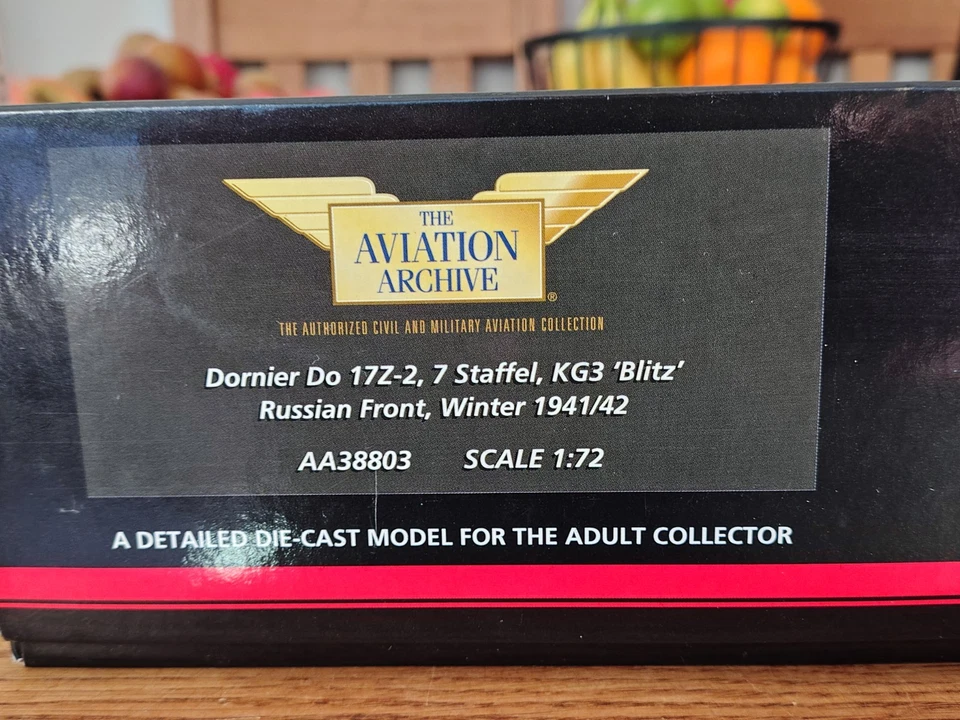 THE
AVIATION
ARCHIVE
®
THE AUTHORIZED CIVIL AND MILITARY AVIATION COLLECTION
Dornier Do 17Z-2, 7 Staffel, KG3 ‘Blitz’
Russian Front, Winter 1941/42
AA38803 SCALE 1:72
A DETAILED DIE-CAST MODEL FOR THE ADULT COLLECTOR